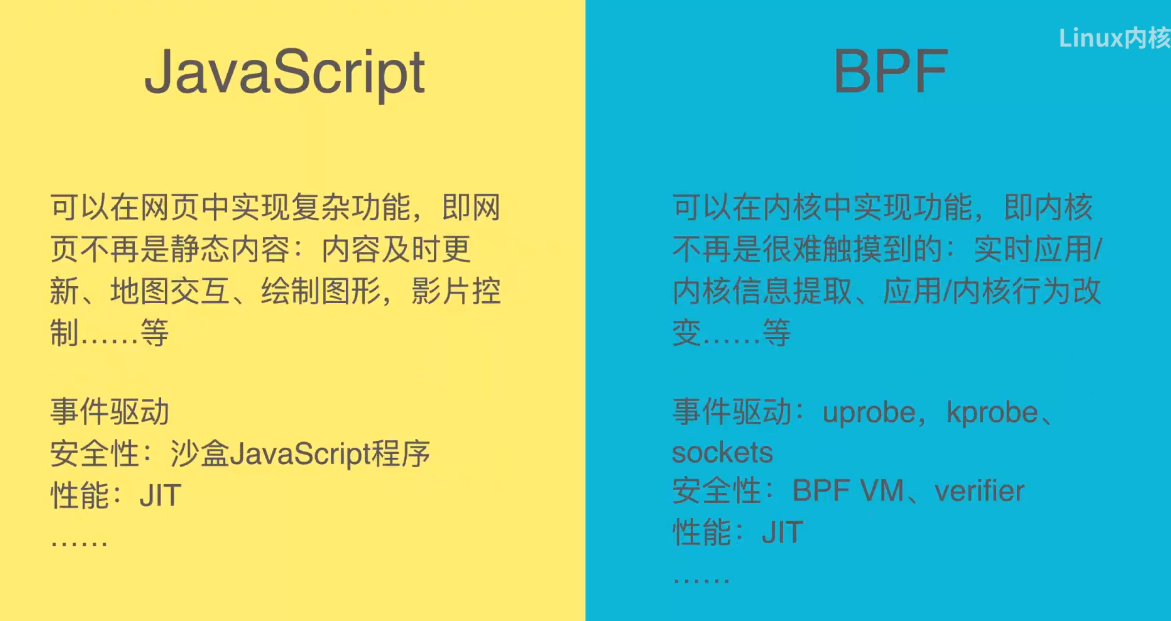 JavaScript
可以在网页中实现复杂功能，即网
页不再是静态内容：内容及时更
新、地图交互、绘制图形，影片控
制……等
事件驱动
安全性：沙盒JavaScript程序
性能：JIT
……
Linux内核
BPF
可以在内核中实现功能，即内核
不再是很难触摸到的：实时应用/
内核信息提取、应用/内核行为改
变……等
事件驱动：uprobe，kprobe、
sockets
安全性：BPF VM、verifier
性能：JIT
……